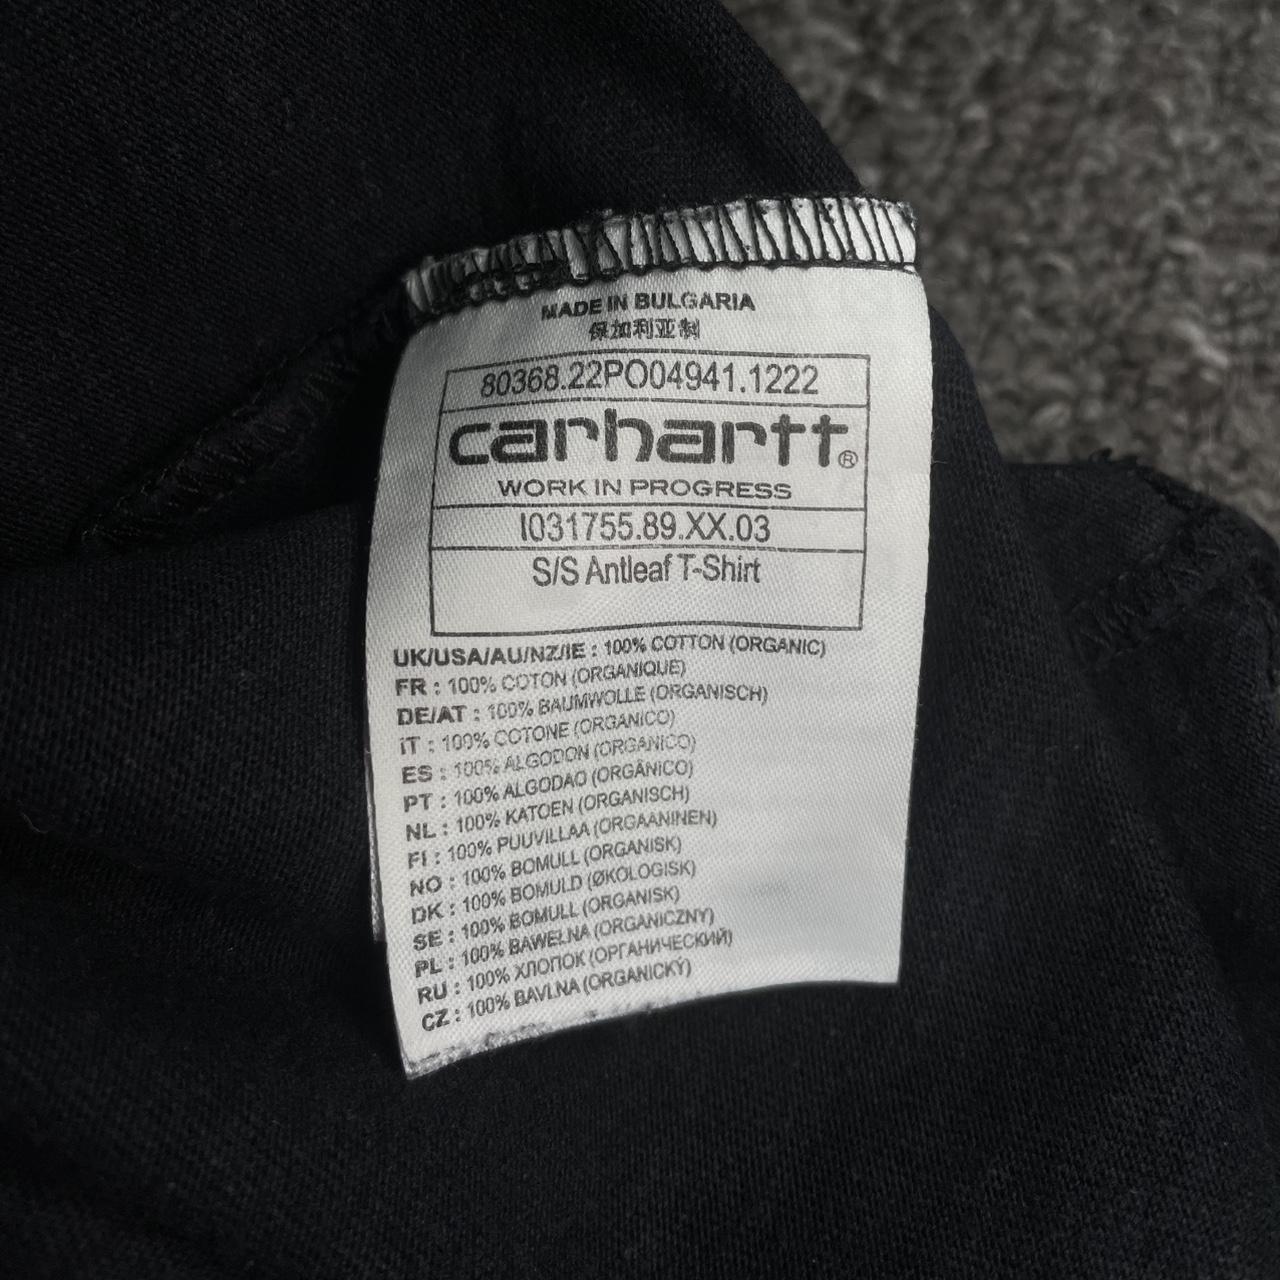 MADE IN BULGARIA
保加利亚制
80368.22PO04941.1222
carhartt®
WORK IN PROGRESS
I031755.89.XX.03
S/S Antleaf T-Shirt
UK/USA/AU/NZ/IE : 100% COTTON (ORGANIC)
FR : 100% COTON (ORGANIQUE)
DE/AT : 100% BAUMWOLLE (ORGANISCH)
IT : 100% COTONE (ORGANICO)
ES : 100% ALGODON (ORGANICO)
PT : 100% ALGODAO (ORGÂNICO)
NL : 100% KATOEN (ORGANISCH)
FI : 100% PUUVILLAA (ORGAANINEN)
NO : 100% BOMULL (ORGANISK)
DK : 100% BOMULD (ØKOLOGISK)
SE : 100% BOMULL (ORGANISK)
PL : 100% BAWEŁNA (ORGANICZNY)
RU : 100% ХЛОПОК (ОРГАНИЧЕСКИЙ)
CZ : 100% BAVLNA (ORGANICKÝ)